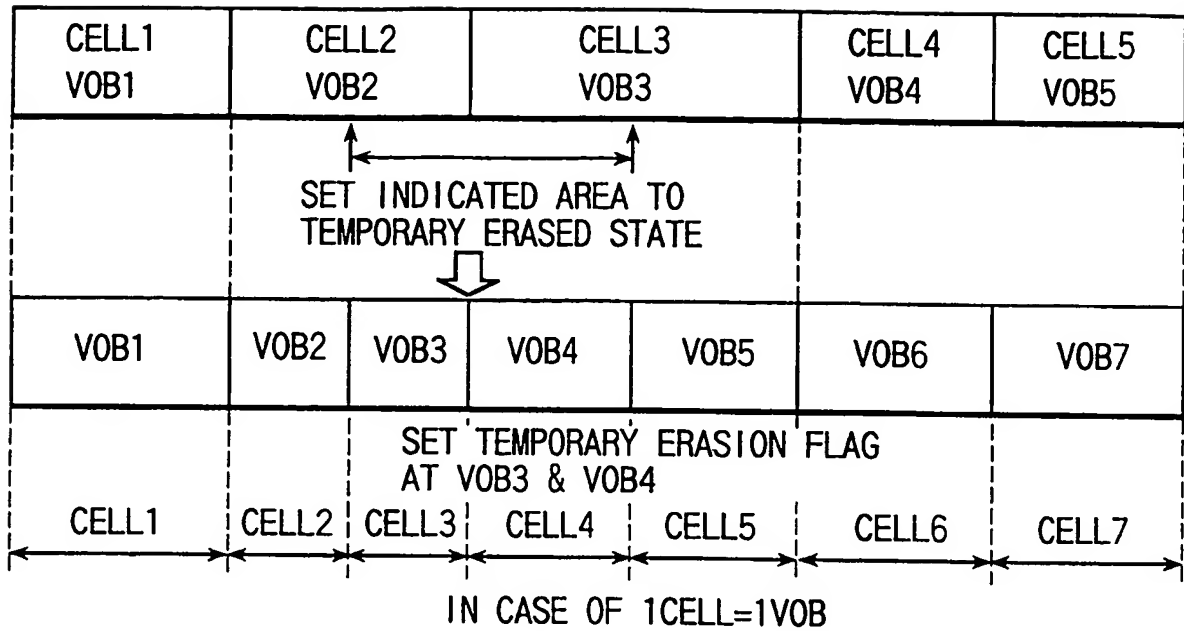 CELL1 CELL2 CELL3 CELL4 CELL5
VOB1 VOB2 VOB3 VOB4 VOB5
SET INDICATED AREA TO
TEMPORARY ERASED STATE
VOB1 VOB2 VOB3 VOB4 VOB5 VOB6 VOB7
SET TEMPORARY ERASION FLAG
AT VOB3 & VOB4
CELL1 CELL2 CELL3 CELL4 CELL5 CELL6 CELL7
IN CASE OF 1CELL=1VOB